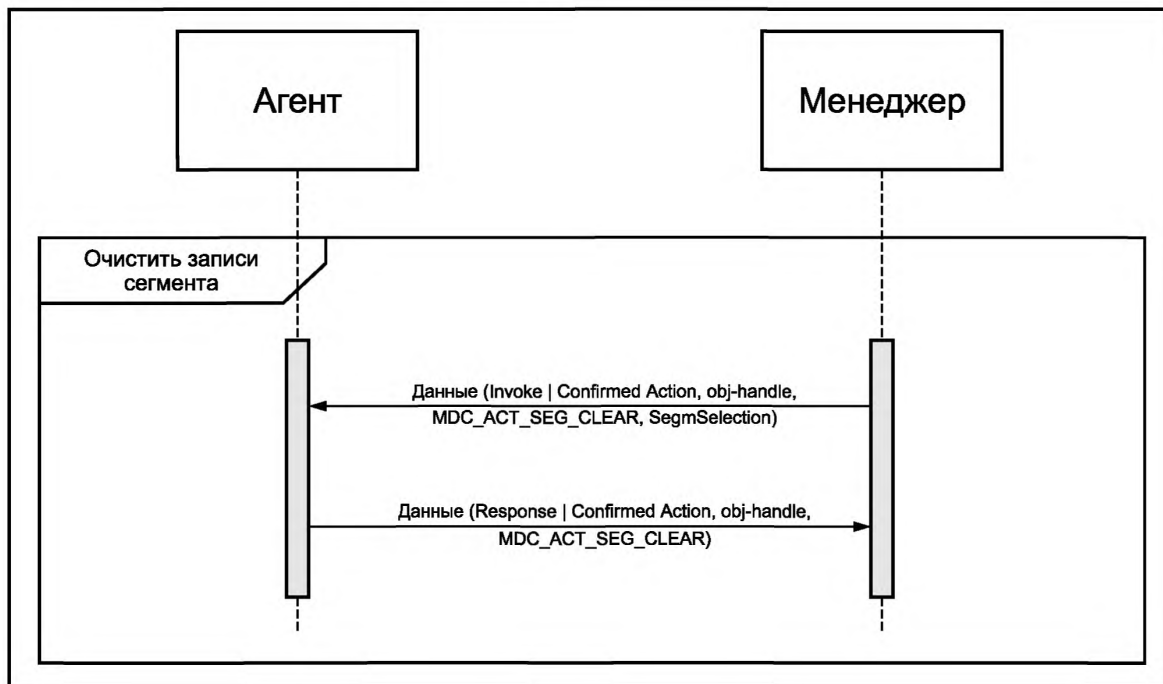 Агент
Менеджер
Очистить записи
сегмента
Данные (Invoke | Confirmed Action, obj-handle,
MDC_ACT_SEG_CLEAR, SegmSelection)
Данные (Response | Confirmed Action, obj-handle,
MDC_ACT_SEG_CLEAR)